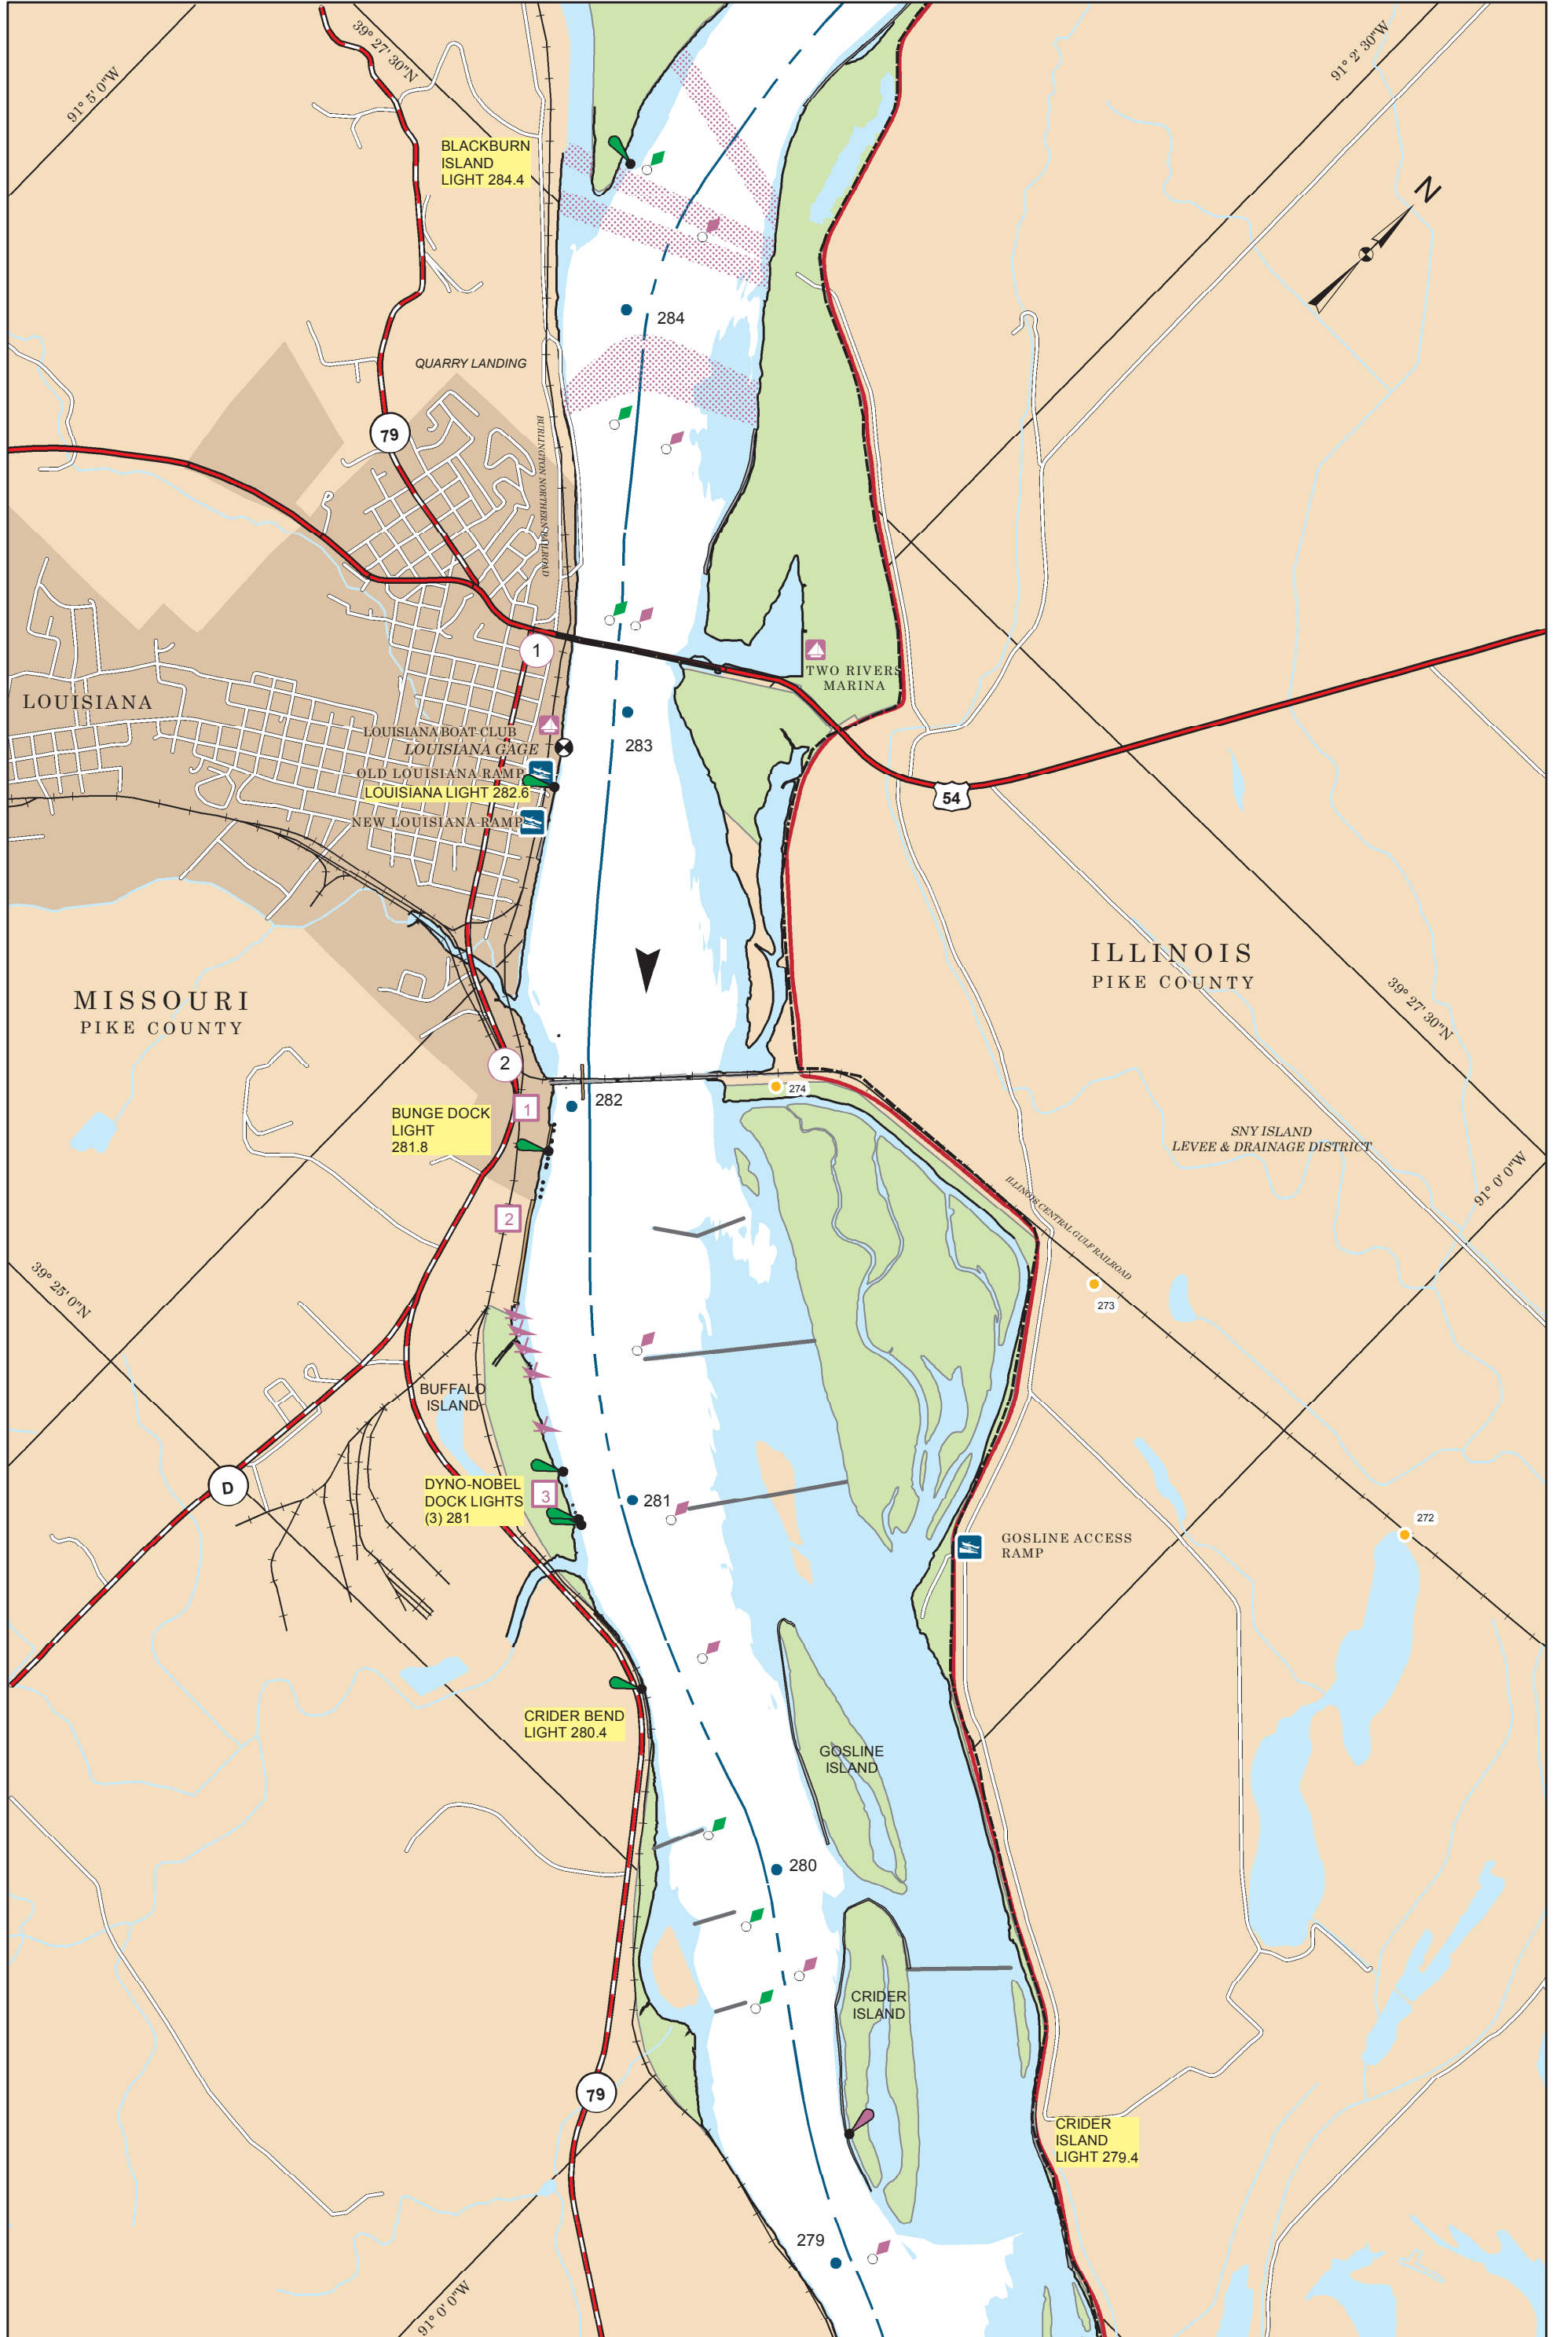 91° 5' 0"W
39° 27' 30"N
91° 2' 30"W
BLACKBURN
ISLAND
LIGHT 284.4
N
284
QUARRY LANDING
79
BURLINGTON NORTHERN RAILROAD
1
TWO RIVERS
MARINA
LOUISIANA
LOUISIANA BOAT CLUB
LOUISIANA GAGE
283
OLD LOUISIANA RAMP
LOUISIANA LIGHT 282.6
NEW LOUISIANA RAMP
54
ILLINOIS
PIKE COUNTY
MISSOURI
PIKE COUNTY
39° 27' 30"N
2
274
282
1
BUNGE DOCK
LIGHT
281.8
SNY ISLAND
LEVEE & DRAINAGE DISTRICT
91° 0' 0"W
ILLINOIS CENTRAL GULF RAILROAD
2
39° 25' 0"N
273
BUFFALO
ISLAND
D
DYNO-NOBEL
DOCK LIGHTS
(3) 281
3
281
272
GOSLINE ACCESS
RAMP
CRIDER BEND
LIGHT 280.4
GOSLINE
ISLAND
280
CRIDER
ISLAND
79
CRIDER
ISLAND
LIGHT 279.4
279
91° 0' 0"W